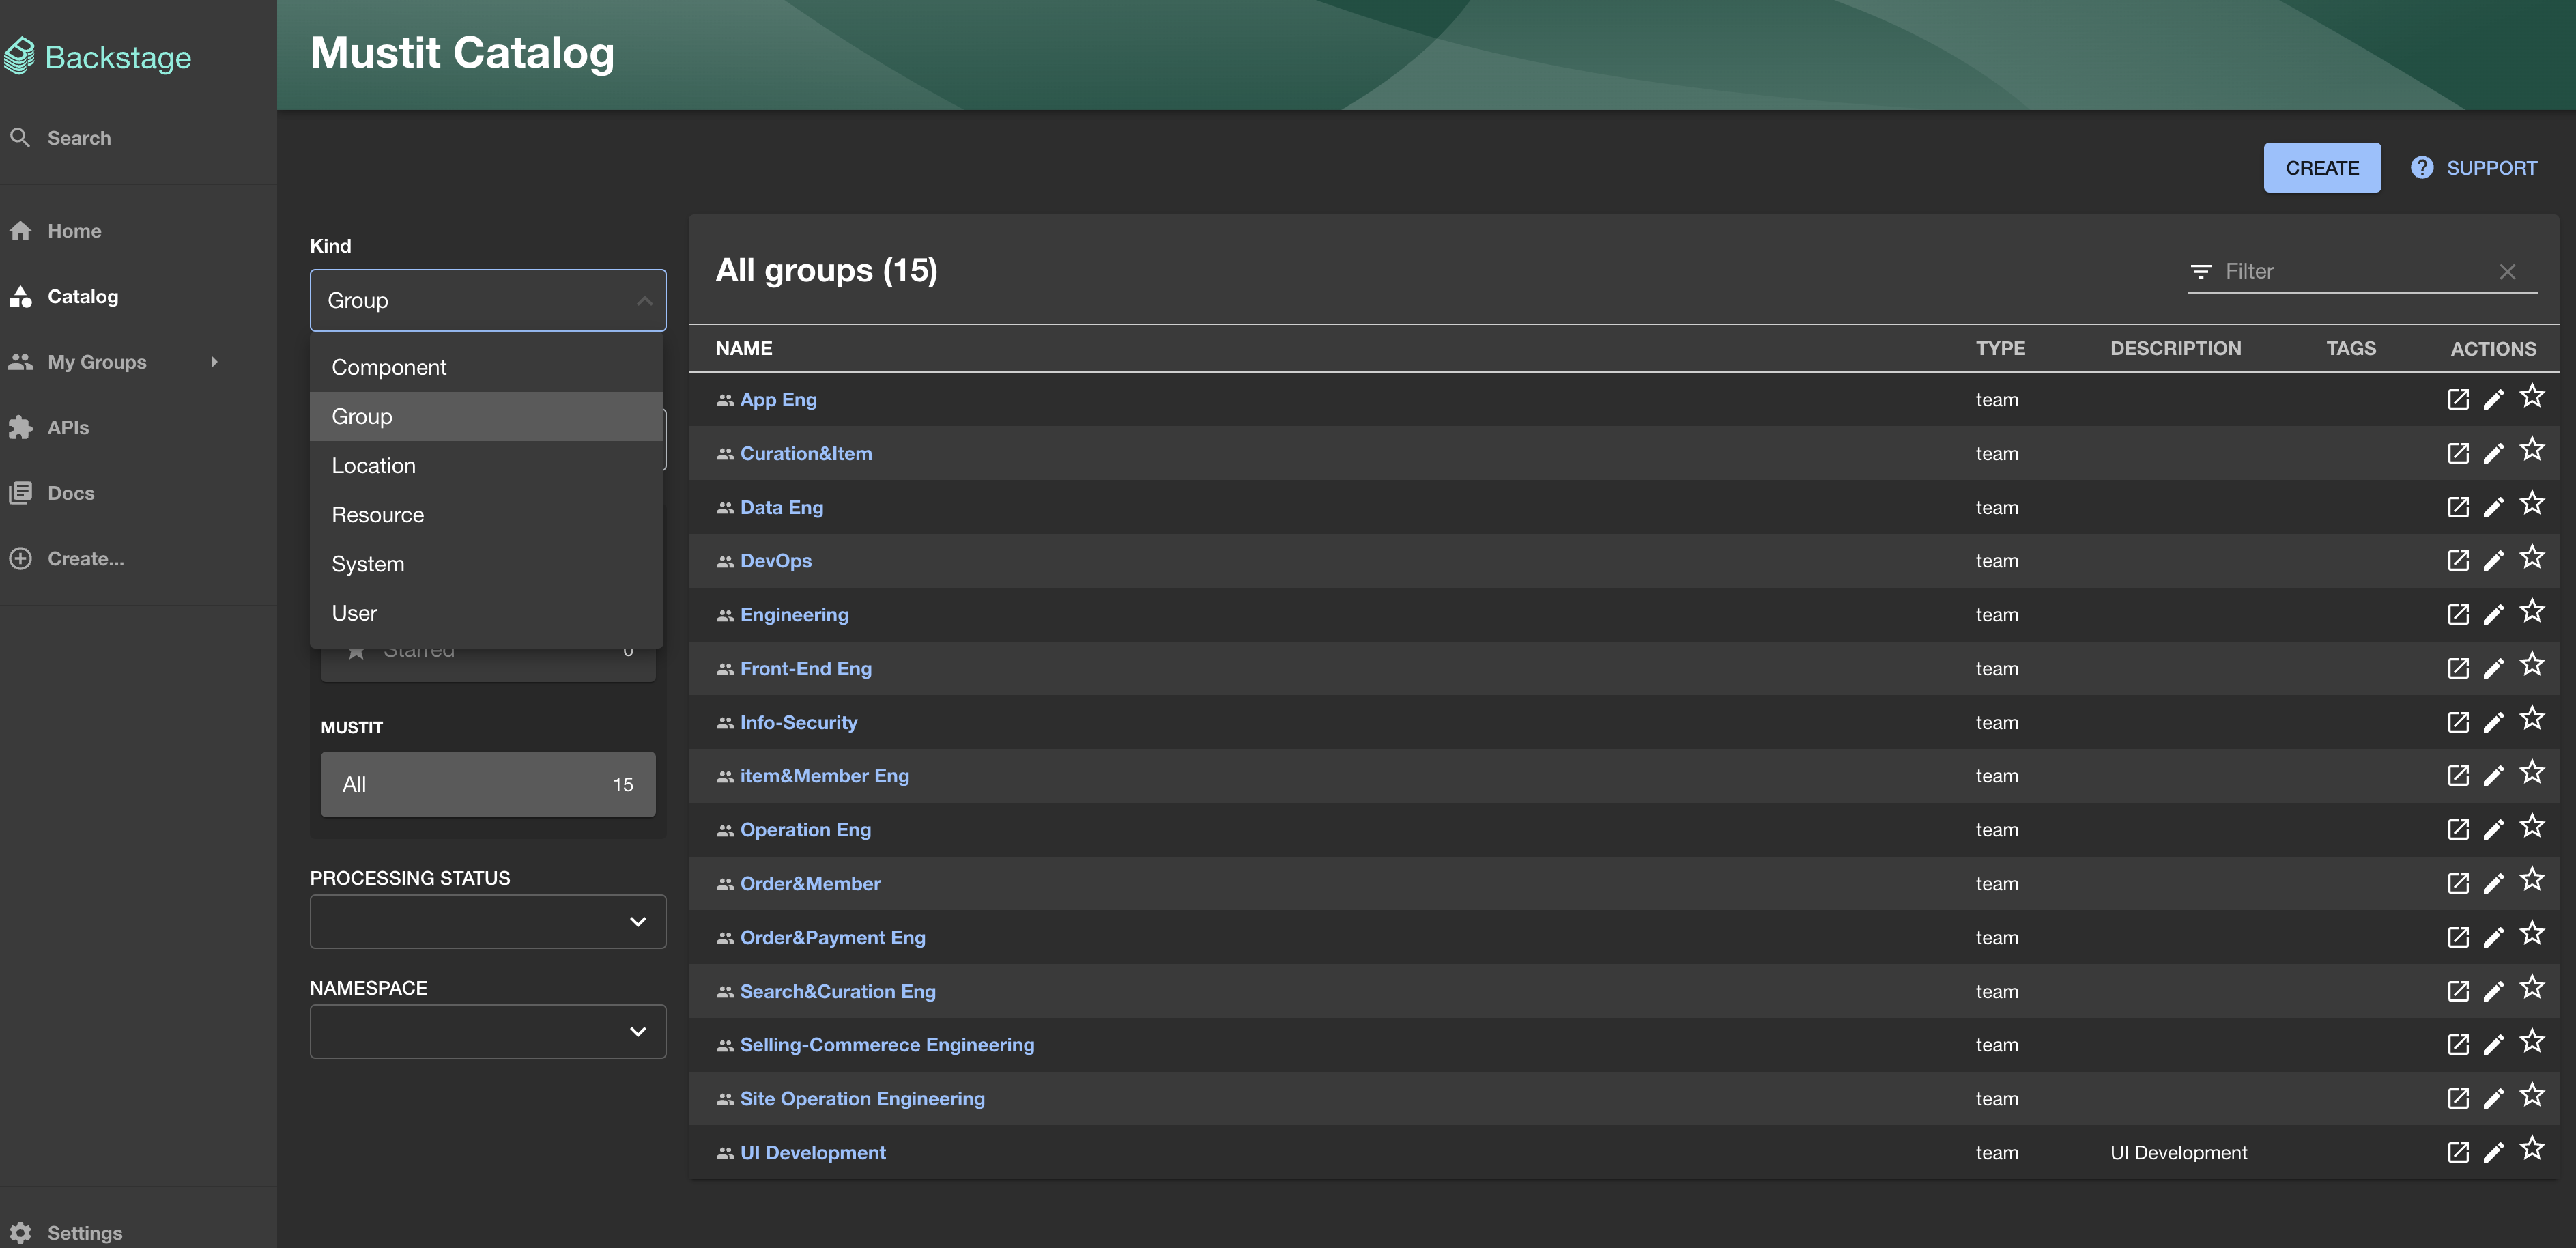 Backstage
Search
Home
Catalog
My Groups
APIs
Docs
Create...
Settings
Mustit Catalog
CREATE
SUPPORT
Kind
Group
Component
Group
Location
Resource
System
User
Starred 0
MUSTIT
All 15
PROCESSING STATUS
NAMESPACE
All groups (15)
Filter
NAME TYPE DESCRIPTION TAGS ACTIONS
App Eng team
Curation&Item team
Data Eng team
DevOps team
Engineering team
Front-End Eng team
Info-Security team
item&Member Eng team
Operation Eng team
Order&Member team
Order&Payment Eng team
Search&Curation Eng team
Selling-Commerece Engineering team
Site Operation Engineering team
UI Development team UI Development